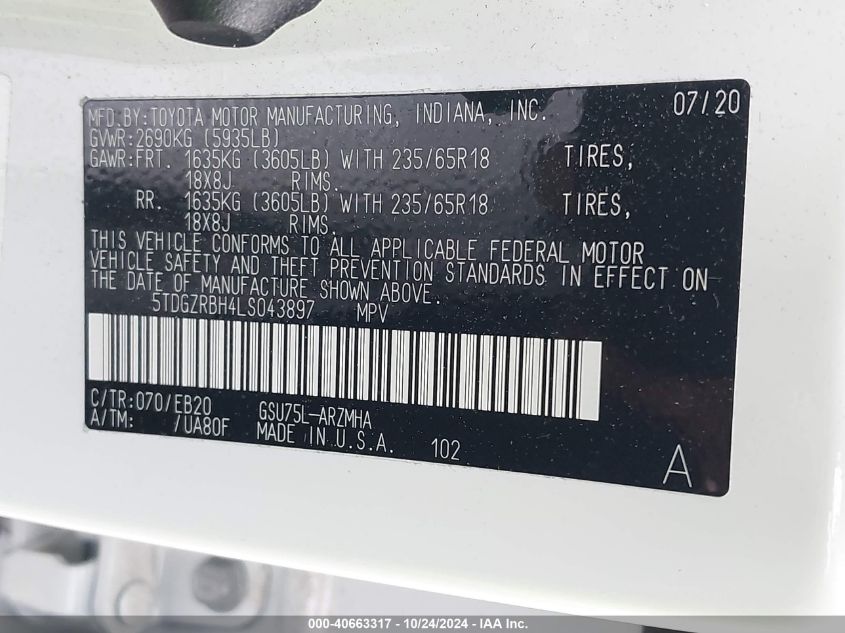 MFD.BY:TOYOTA MOTOR MANUFACTURING, INDIANA, INC. 07/20
GVWR:2690KG (5935LB)
GAWR:FRT. 1635KG (3605LB) WITH 235/65R18 TIRES,
18X8J RIMS.
RR. 1635KG (3605LB) WITH 235/65R18 TIRES,
18X8J RIMS.
THIS VEHICLE CONFORMS TO ALL APPLICABLE FEDERAL MOTOR
VEHICLE SAFETY AND THEFT PREVENTION STANDARDS IN EFFECT ON
THE DATE OF MANUFACTURE SHOWN ABOVE.
5TDGZRBH4LS043897 MPV
C/TR:070/EB20 GSU75L-ARZMHA
A/TM: /UA80F MADE IN U.S.A. 102
A
000-40663317 - 10/24/2024 - IAA Inc.